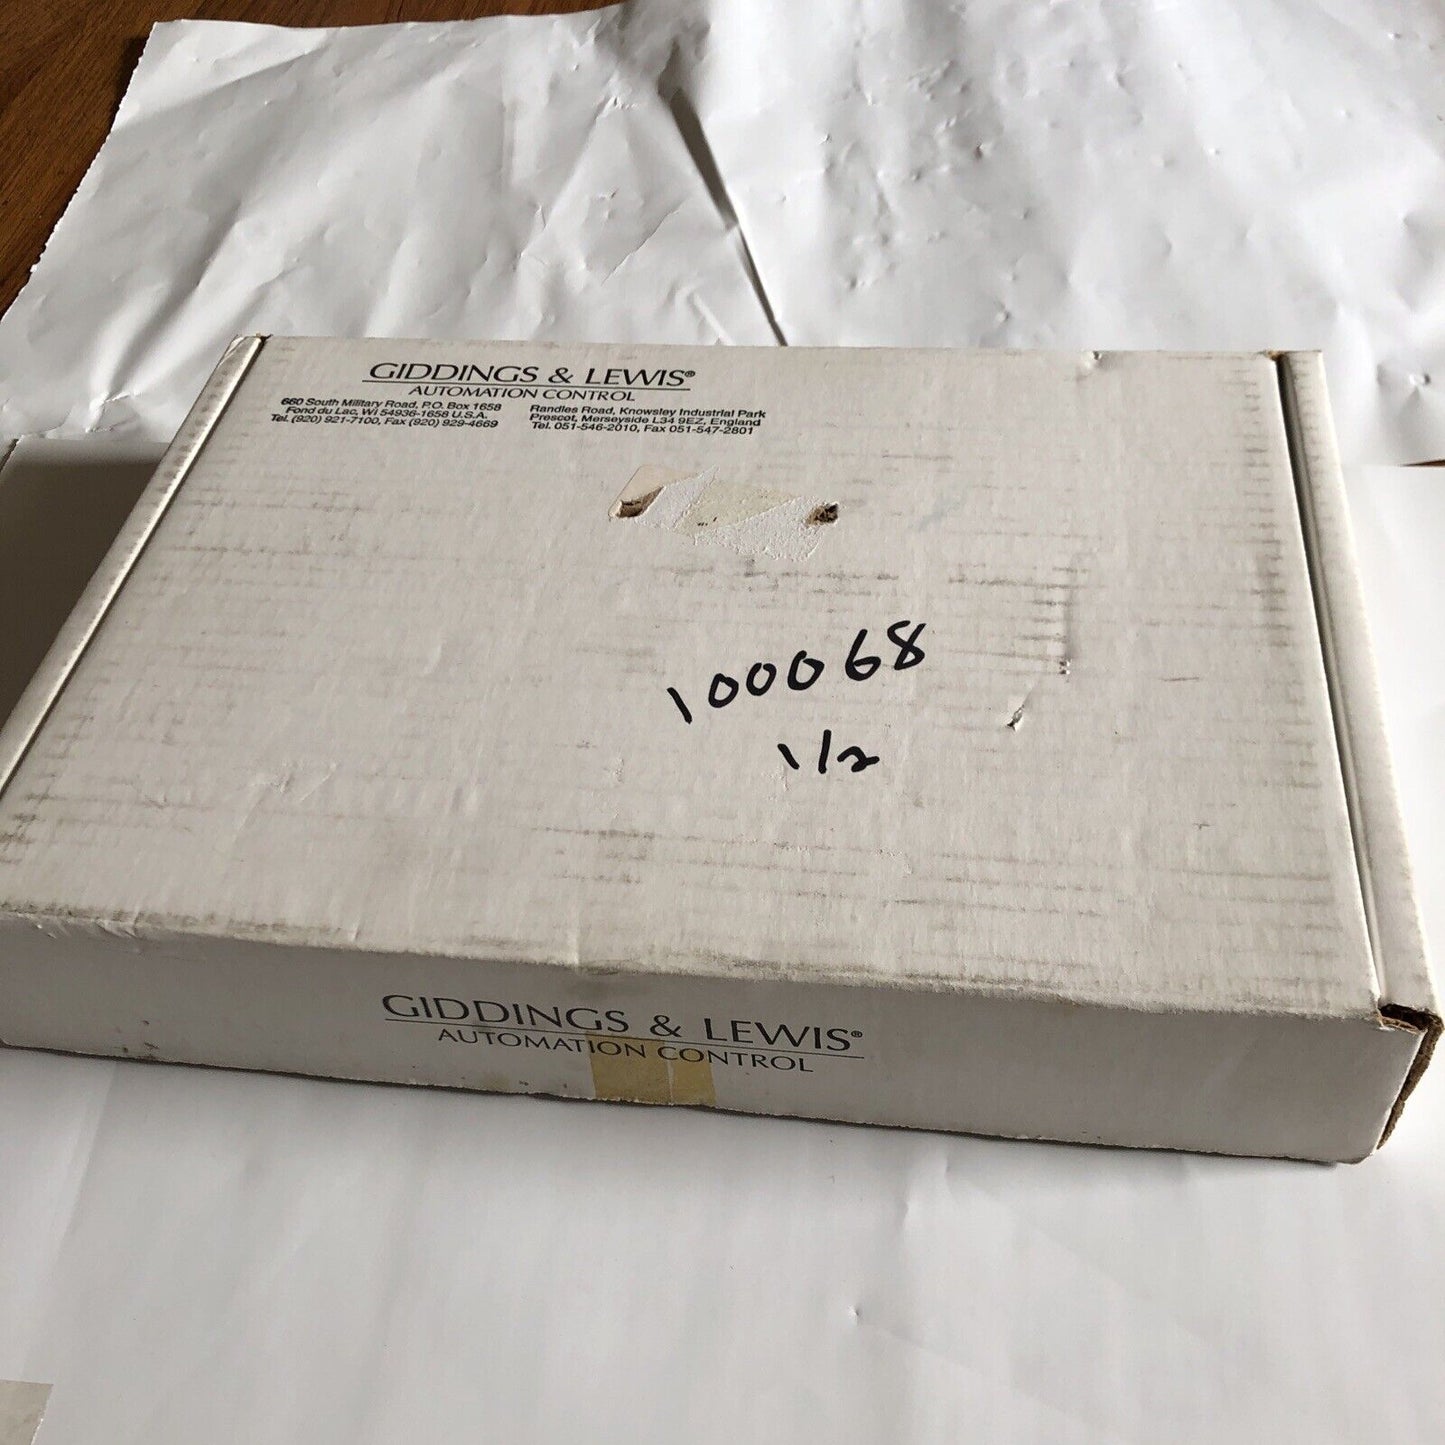 GIDDINGS & LEWIS®
AUTOMATION CONTROL
660 South Military Road, P.O. Box 1658
Fond du Lac, WI 54936-1658 U.S.A.
Tel. (920) 921-7100, Fax (920) 929-4669
Randles Road, Knowsley Industrial Park
Prescot, Merseyside L34 9EZ, England
Tel. 051-546-2010, Fax 051-547-2801
100068
1/2
GIDDINGS & LEWIS®
AUTOMATION CONTROL